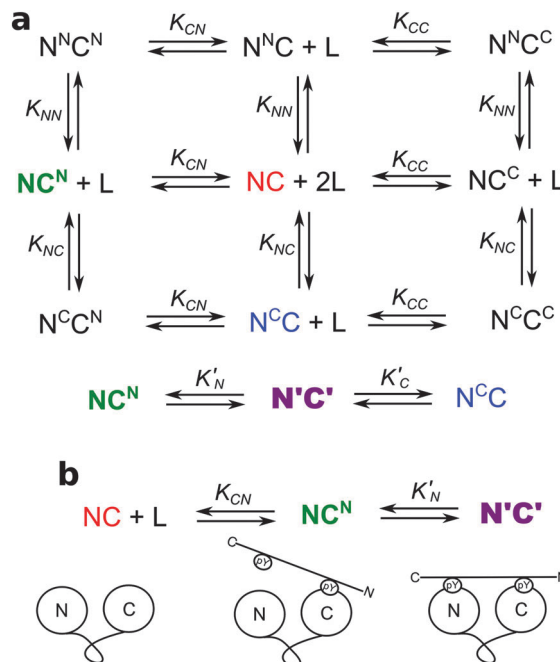 a
K_CN K_CC
N^N C^N N^N C + L N^N C^C
K_NN K_NN K_NN
K_CN K_CC
NC^N + L NC + 2L NC^C + L
K_NC K_NC K_NC
K_CN K_CC
N^C C^N N^C C + L N^C C^C
K'_N K'_C
NC^N N'C' N^C C
b
K_CN K'_N
NC + L NC^N N'C'
C pY pY N
C pY pY N
N C N C N C